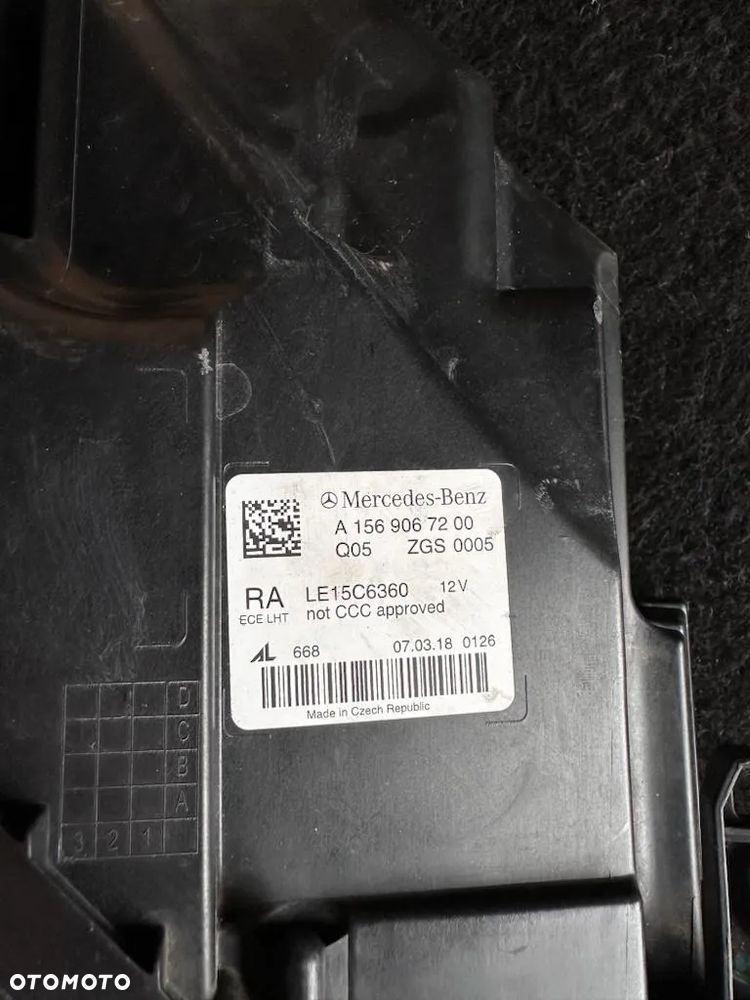 Mercedes-Benz
A 156 906 72 00
Q05 ZGS 0005
RA LE15C6360 12V
ECE LHT not CCC approved
AL 668 07.03.18 0126
Made in Czech Republic
D
C
B
A
3 2 1
OTOMOTO